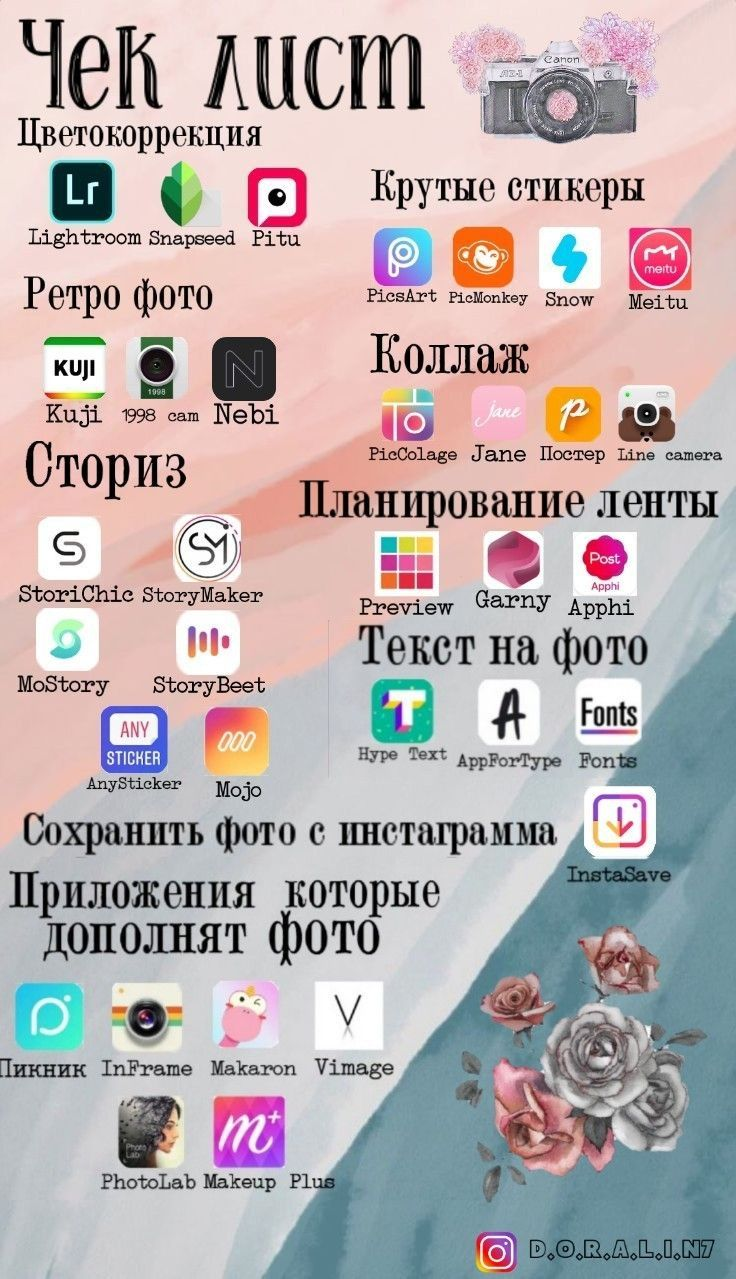 Чек лист
Canon
AE-1
Цветокоррекция
Lr
Lightroom Snapseed Pitu
Крутые стикеры
meitu
PicsArt PicMonkey Snow Meitu
Ретро фото
KUJI
1998
N
Kuji 1998 cam Nebi
Коллаж
jane
p
PicColage Jane Постер Line camera
Сториз
S
SM
StoriChic StoryMaker
MoStory StoryBeet
ANY
STICKER
AnySticker Mojo
Планирование ленты
Post
Apphi
Preview Garny Apphi
Текст на фото
T
A
Fonts
Hype Text AppForType Fonts
Сохранить фото с инстаграмма
InstaSave
Приложения которые
дополнят фото
V
Пикник InFrame Makaron Vimage
Photo
Lab
m+
PhotoLab Makeup Plus
D.O.R.A.L.I.N7